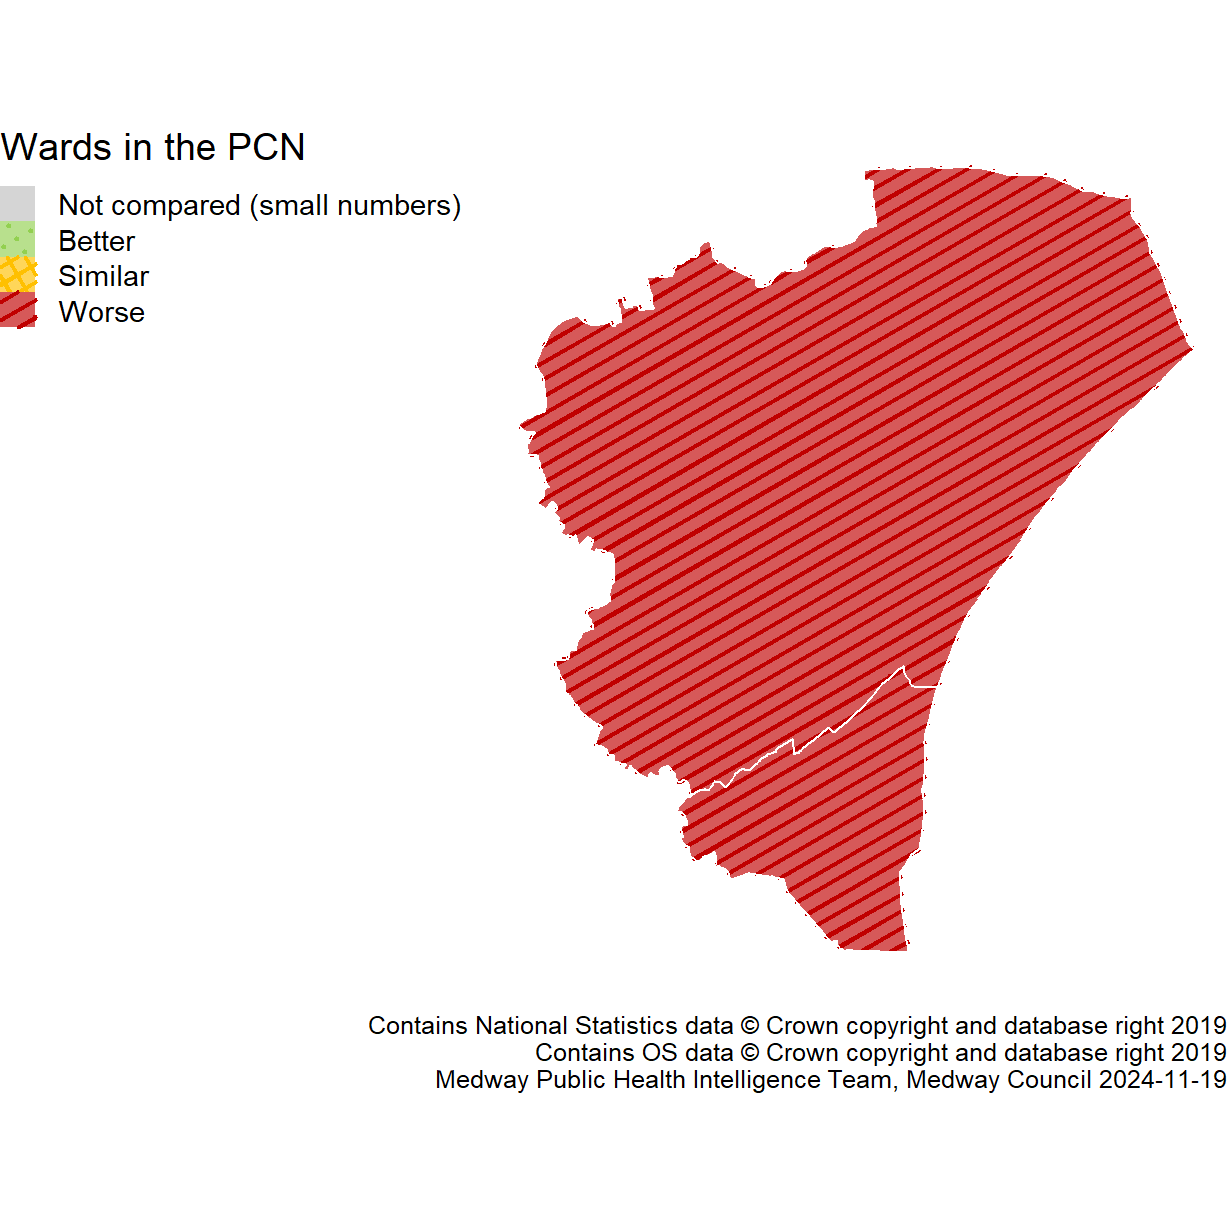 Wards in the PCN
Not compared (small numbers)
Better
Similar
Worse
Contains National Statistics data © Crown copyright and database right 2019
Contains OS data © Crown copyright and database right 2019
Medway Public Health Intelligence Team, Medway Council 2024-11-19